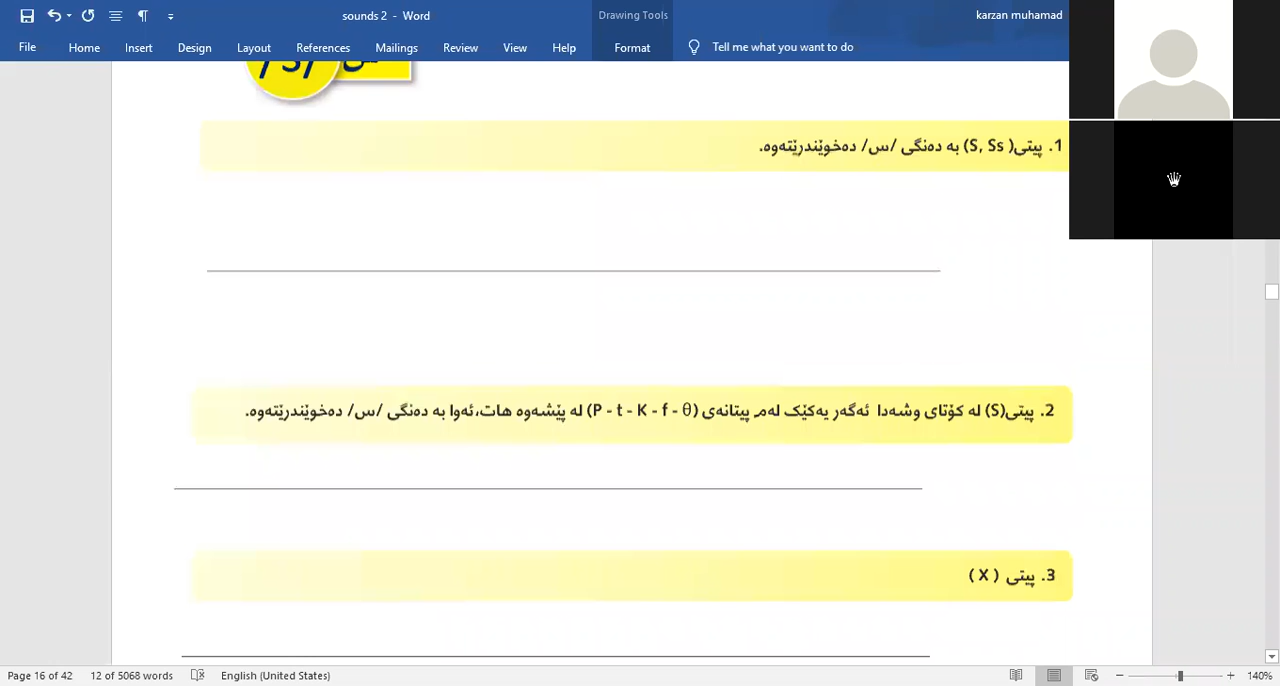 sounds 2 - Word
Drawing Tools
karzan muhamad
File Home Insert Design Layout References Mailings Review View Help Format Tell me what you want to do
/S/
1. پیتی( S, Ss) بە دەنگی /س/ دەخوێندرێتەوە.
2. پیتی(S) لە کۆتای وشەدا ئەگەر یەکێک لەم پیتانەی (P - t - K - f - θ) لە پێشەوە هات،ئەوا بە دەنگی /س/ دەخوێندرێتەوە.
3. پیتی ( X )
Page 16 of 42 12 of 5068 words English (United States) 140%